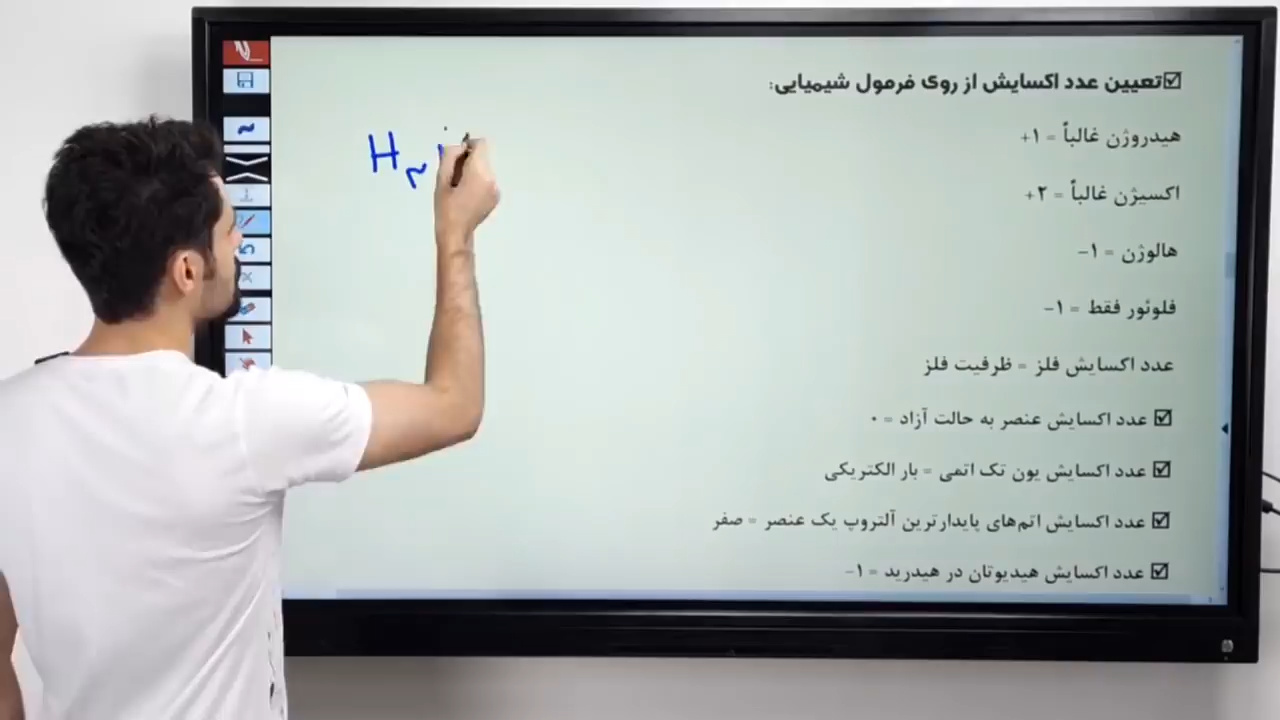 ☑تعیین عدد اکسایش از روی فرمول شیمیایی:
هیدروژن غالباً = ۱+
اکسیژن غالباً = ۲+
هالوژن = ۱−
فلوئور فقط = ۱−
عدد اکسایش فلز = ظرفیت فلز
☑ عدد اکسایش عنصر به حالت آزاد = ۰
☑ عدد اکسایش یون تک اتمی = بار الکتریکی
☑ عدد اکسایش اتم‌های پایدارترین آلتروپ یک عنصر = صفر
☑ عدد اکسایش هیدیوتان در هیدرید = ۱−
H₂